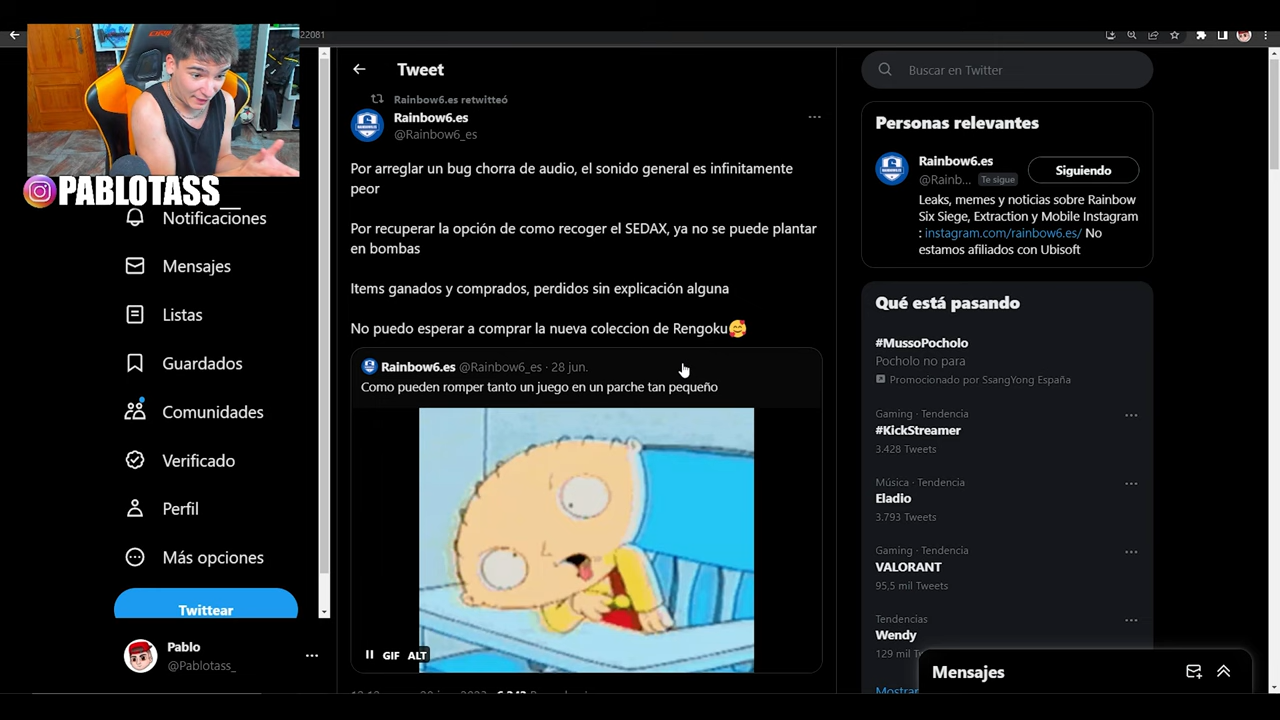 22081
PABLOTASS__
Notificaciones
Mensajes
Listas
Guardados
Comunidades
Verificado
Perfil
Más opciones
Twittear
Pablo
@Pablotass_
Tweet
Rainbow6.es retwitteó
Rainbow6.es
@Rainbow6_es
Por arreglar un bug chorra de audio, el sonido general es infinitamente
peor
Por recuperar la opción de como recoger el SEDAX, ya no se puede plantar
en bombas
Items ganados y comprados, perdidos sin explicación alguna
No puedo esperar a comprar la nueva coleccion de Rengoku🥰
Rainbow6.es @Rainbow6_es · 28 jun.
Como pueden romper tanto un juego en un parche tan pequeño
GIF ALT
Buscar en Twitter
Personas relevantes
Rainbow6.es
@Rainb... Te sigue
Siguiendo
Leaks, memes y noticias sobre Rainbow
Six Siege, Extraction y Mobile Instagram
: instagram.com/rainbow6.es/ No
estamos afiliados con Ubisoft
Qué está pasando
#MussoPocholo
Pocholo no para
Promocionado por SsangYong España
Gaming · Tendencia
#KickStreamer
3.428 Tweets
Música · Tendencia
Eladio
3.793 Tweets
Gaming · Tendencia
VALORANT
95,5 mil Tweets
Tendencias
Wendy
129 mil
Mostrar
Mensajes